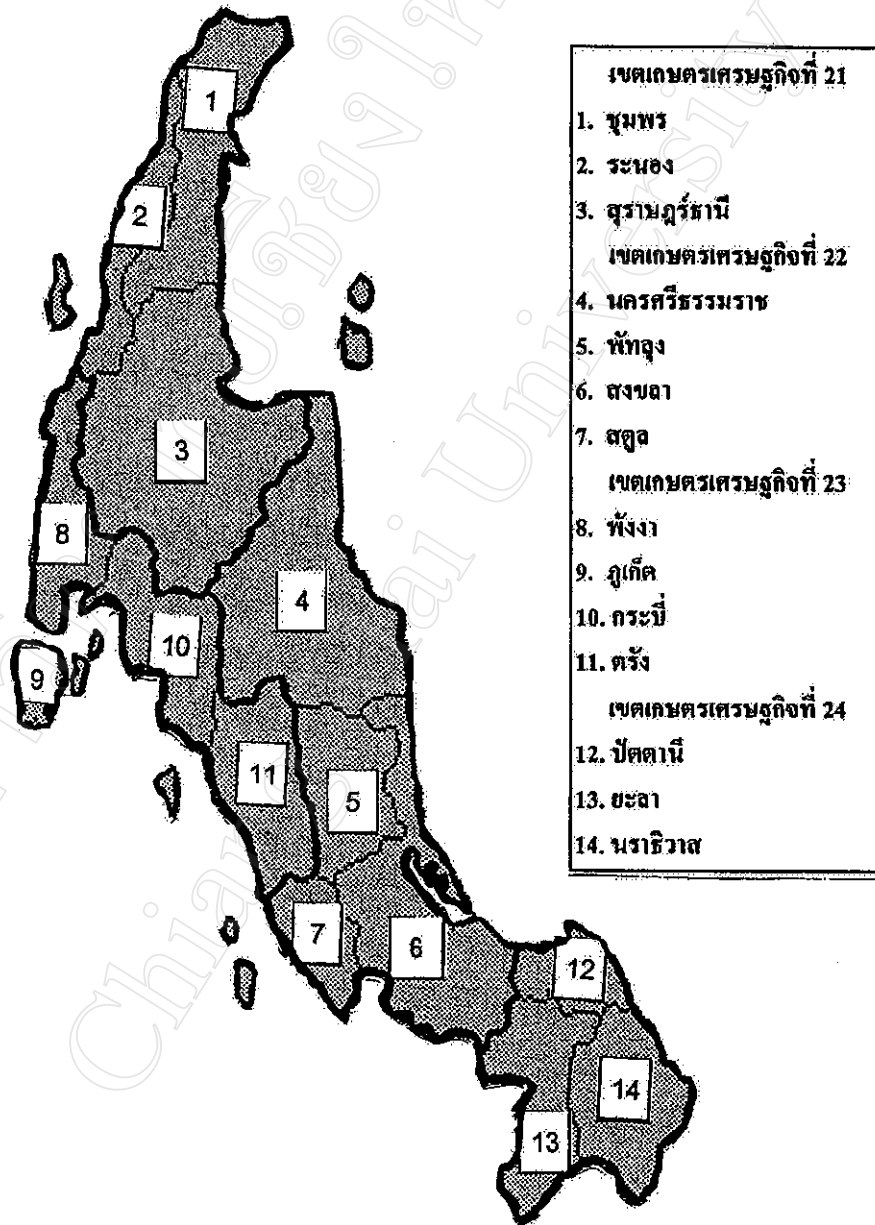 เขตเกษตรเศรษฐกิจที่ 21
1. ชุมพร
2. ระนอง
3. สุราษฎร์ธานี
เขตเกษตรเศรษฐกิจที่ 22
4. นครศรีธรรมราช
5. พัทลุง
6. สงขลา
7. สตูล
เขตเกษตรเศรษฐกิจที่ 23
8. พังงา
9. ภูเก็ต
10. กระบี่
11. ตรัง
เขตเกษตรเศรษฐกิจที่ 24
12. ปัตตานี
13. ยะลา
14. นราธิวาส
1
2
3
8
4
10
9
11
5
7
6
12
14
13
Chiang Mai University